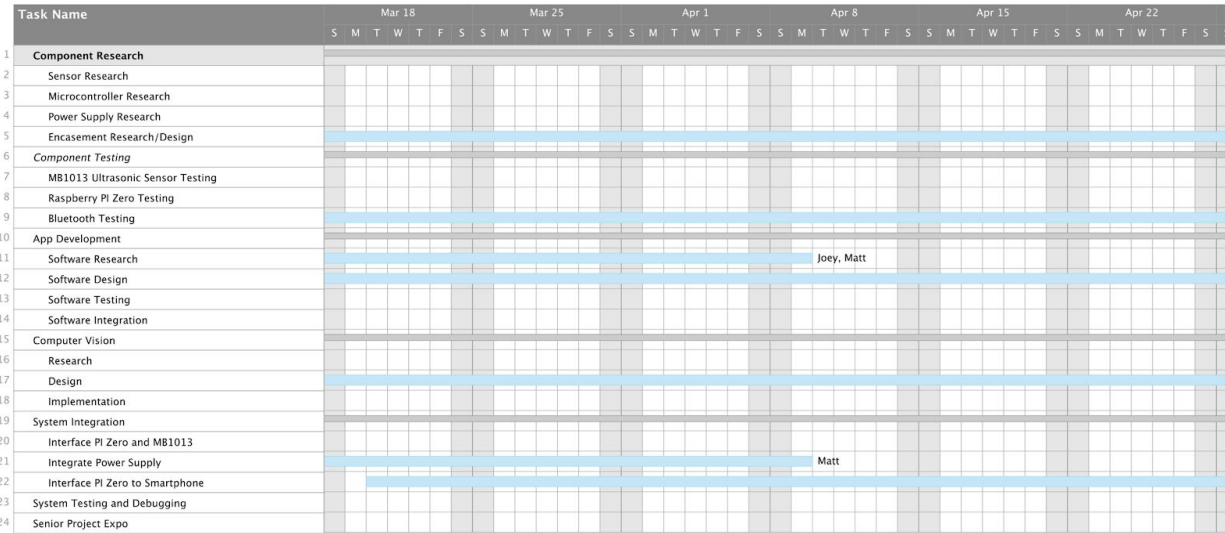 Task Name
Mar 18 Mar 25 Apr 1 Apr 8 Apr 15 Apr 22
S M T W T F S S M T W T F S S M T W T F S S M T W T F S S M T W T F S S M T W T F S
1 Component Research
2 Sensor Research
3 Microcontroller Research
4 Power Supply Research
5 Encasement Research/Design
6 Component Testing
7 MB1013 Ultrasonic Sensor Testing
8 Raspberry PI Zero Testing
9 Bluetooth Testing
10 App Development
11 Software Research Joey, Matt
12 Software Design
13 Software Testing
14 Software Integration
15 Computer Vision
16 Research
17 Design
18 Implementation
19 System Integration
20 Interface PI Zero and MB1013
21 Integrate Power Supply Matt
22 Interface PI Zero to Smartphone
23 System Testing and Debugging
24 Senior Project Expo